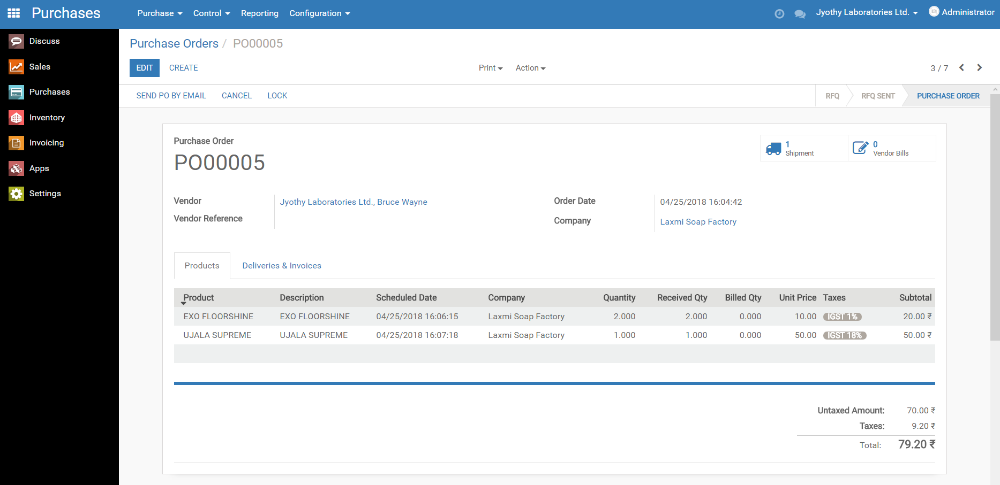 Purchases Purchase Control Reporting Configuration Jyothy Laboratories Ltd. Administrator
Discuss
Sales
Purchases
Inventory
Invoicing
Apps
Settings
Purchase Orders / PO00005
EDIT CREATE Print Action 3 / 7
SEND PO BY EMAIL CANCEL LOCK RFQ RFQ SENT PURCHASE ORDER
Purchase Order
PO00005
1 Shipment
0 Vendor Bills
Vendor Jyothy Laboratories Ltd., Bruce Wayne
Vendor Reference
Order Date 04/25/2018 16:04:42
Company Laxmi Soap Factory
Products Deliveries & Invoices
Product Description Scheduled Date Company Quantity Received Qty Billed Qty Unit Price Taxes Subtotal
EXO FLOORSHINE EXO FLOORSHINE 04/25/2018 16:06:15 Laxmi Soap Factory 2.000 2.000 0.000 10.00 IGST 1% 20.00 ₹
UJALA SUPREME UJALA SUPREME 04/25/2018 16:07:18 Laxmi Soap Factory 1.000 1.000 0.000 50.00 IGST 18% 50.00 ₹
Untaxed Amount: 70.00 ₹
Taxes: 9.20 ₹
Total: 79.20 ₹